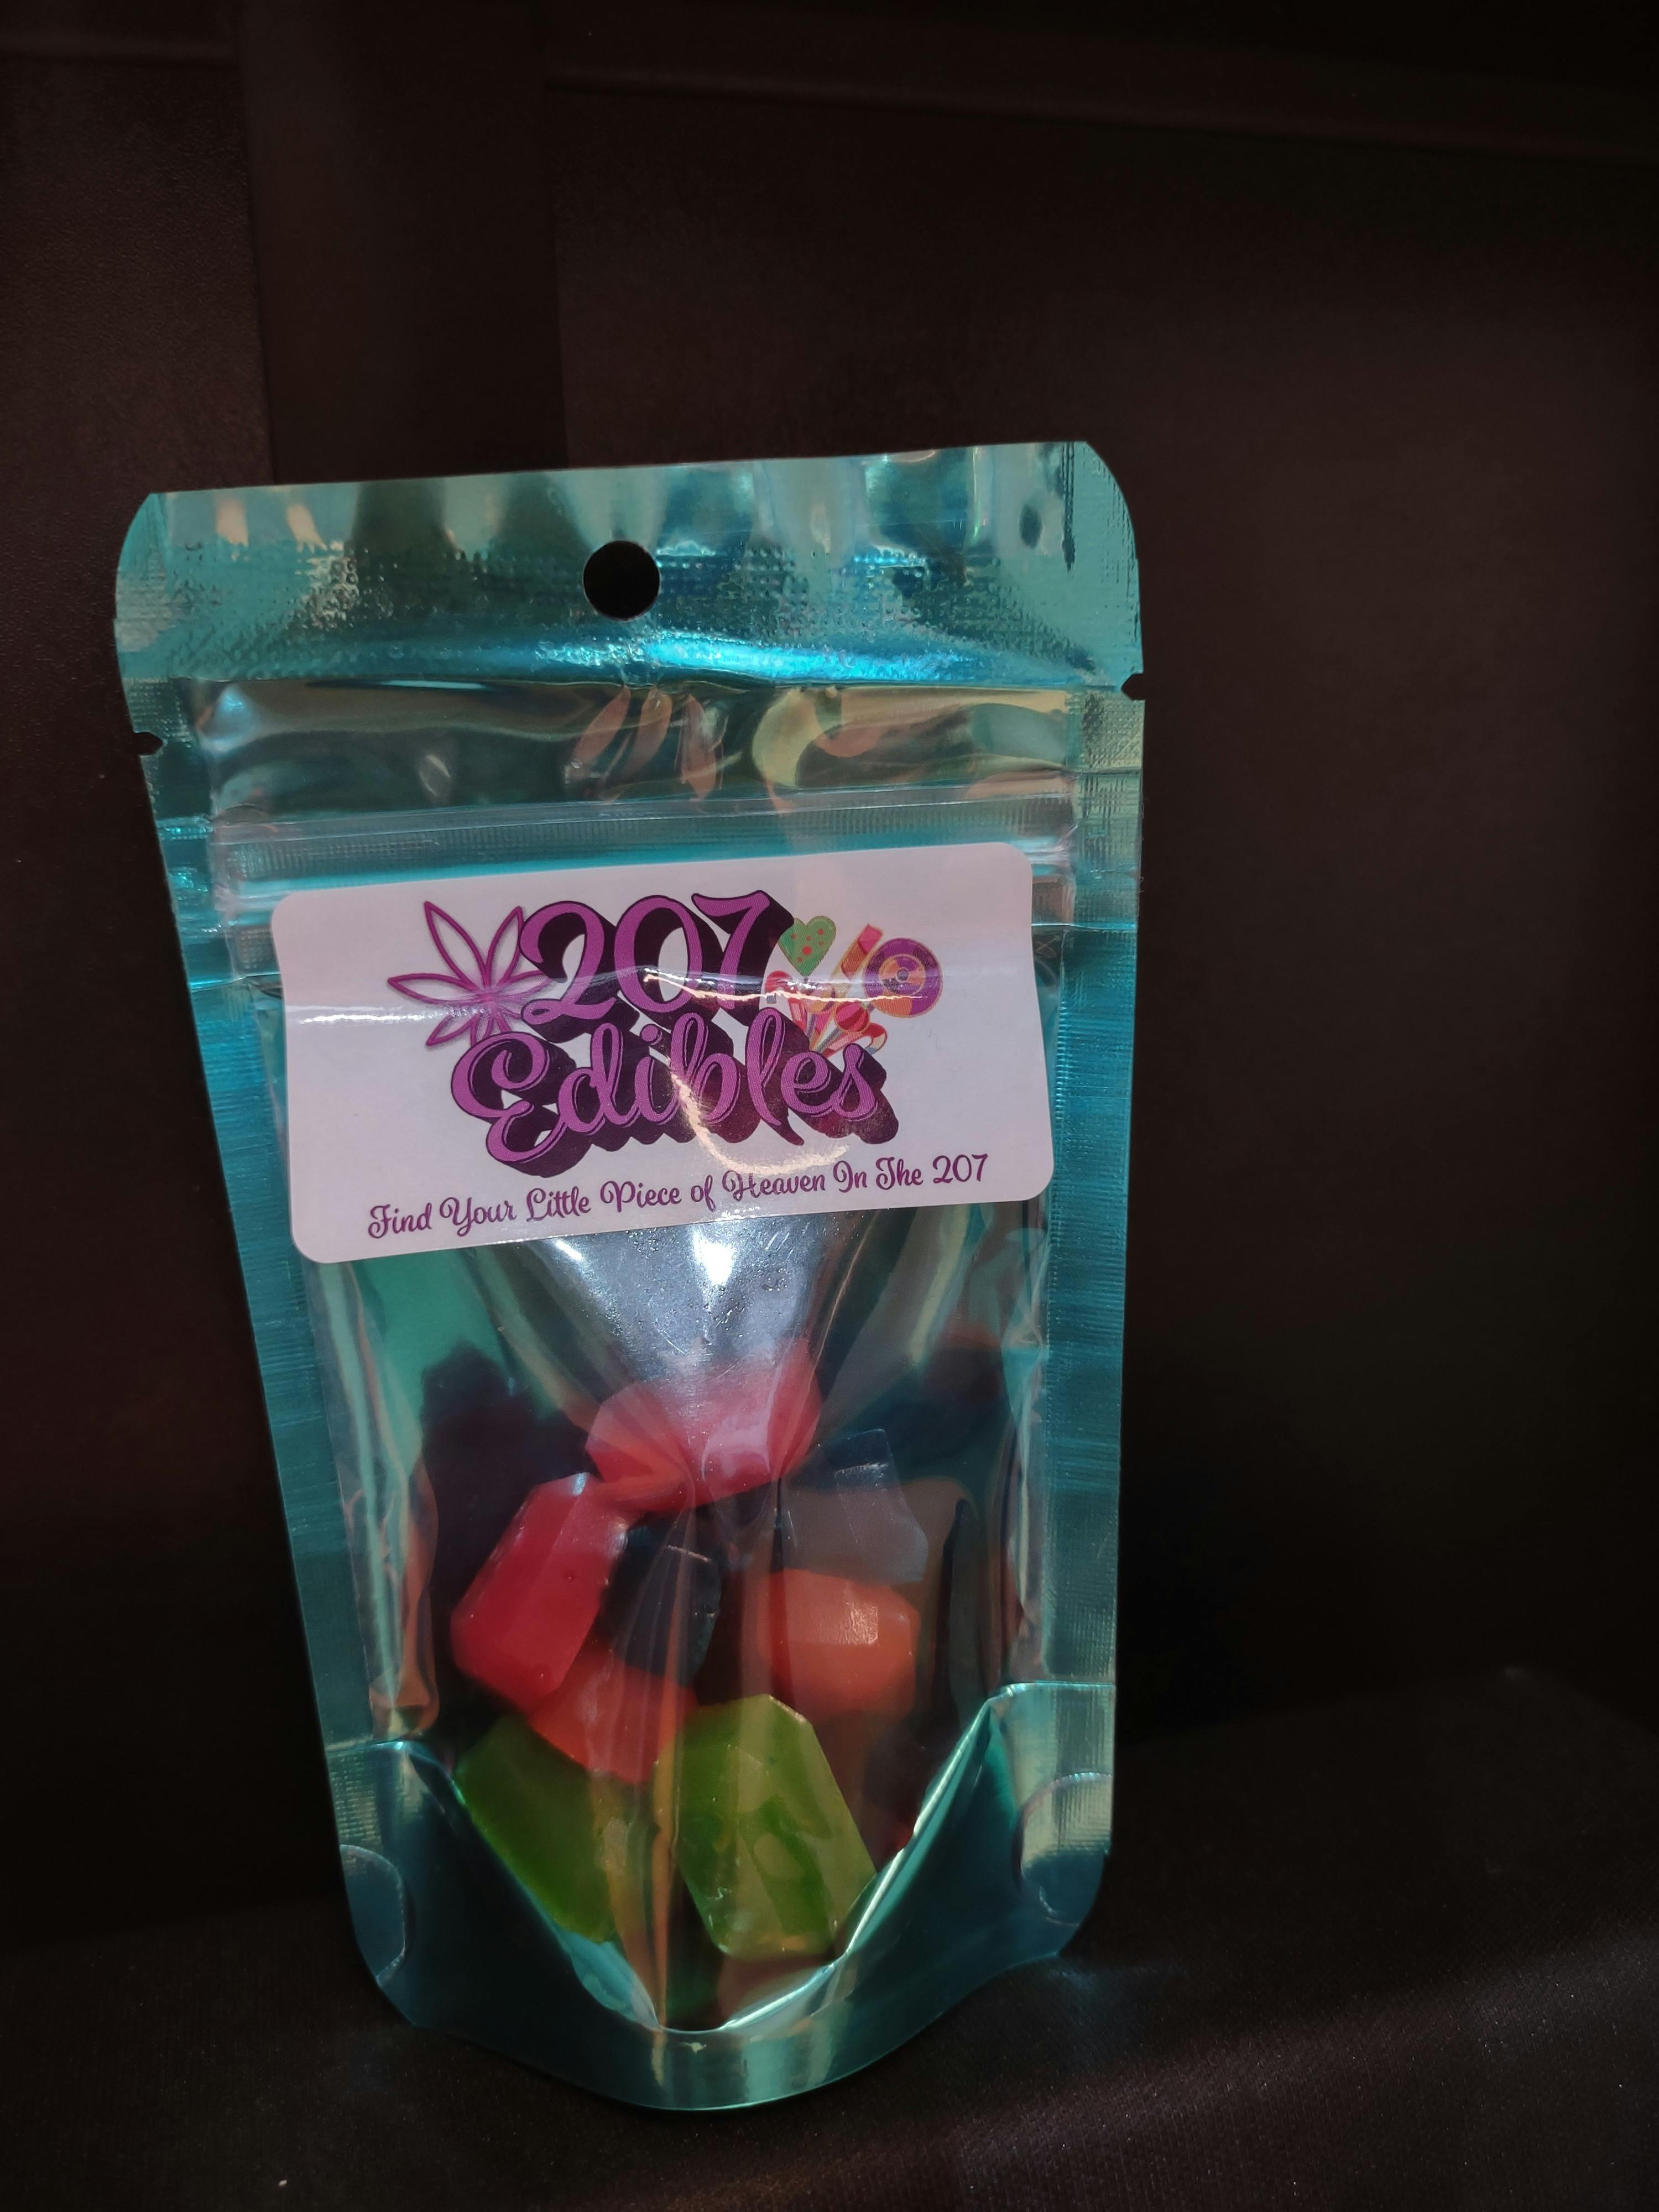 207
Edibles
Find Your Little Piece of Heaven In The 207